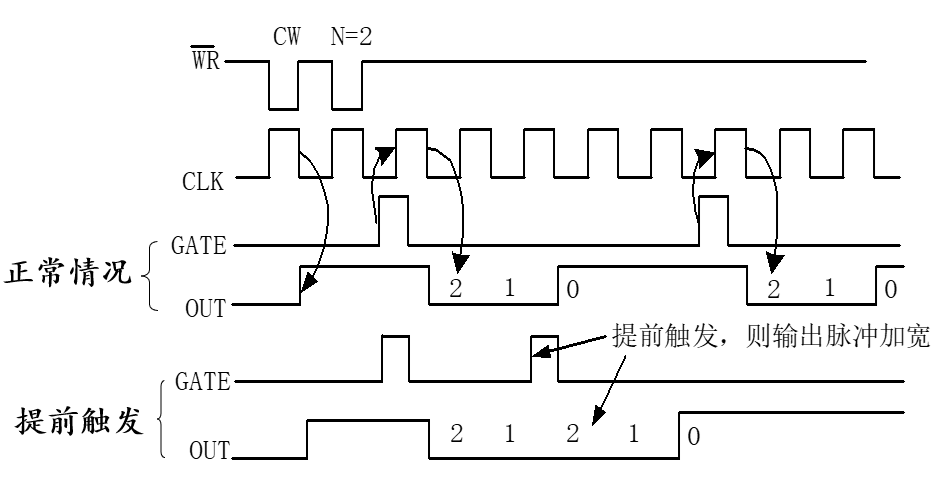 CW N=2
WR
CLK
GATE
正常情况
OUT 2 1 0 2 1 0
提前触发，则输出脉冲加宽
GATE
提前触发
OUT 2 1 2 1 0